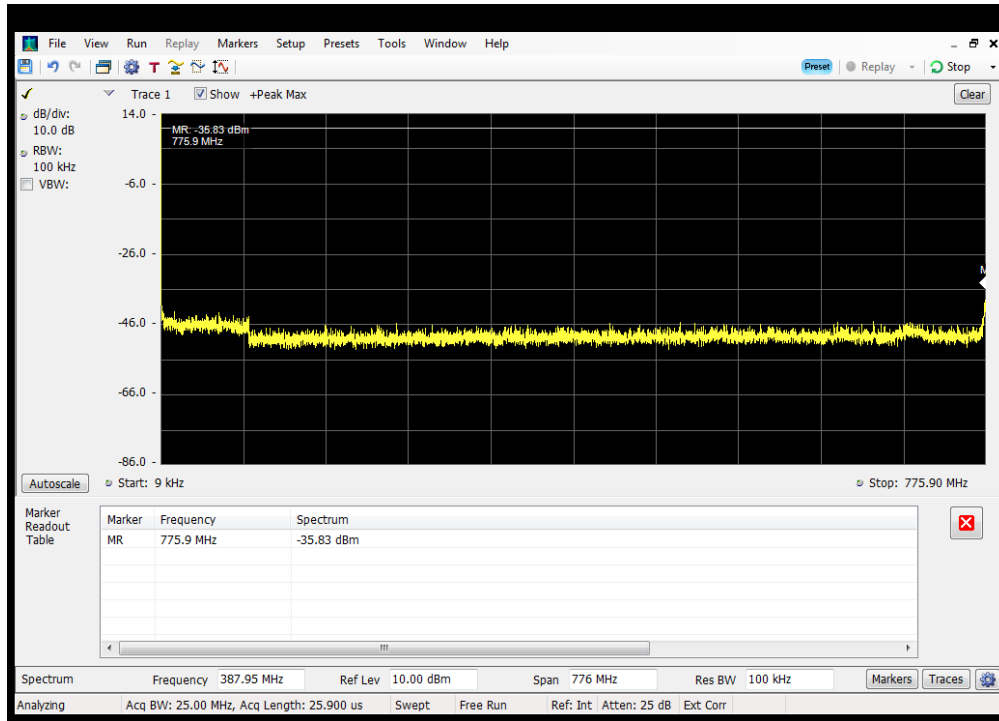 File View Run Replay Markers Setup Presets Tools Window Help
Preset Replay Stop
Trace 1 Show +Peak Max Clear
dB/div:
10.0 dB
RBW:
100 kHz
VBW:
14.0
-6.0
-26.0
-46.0
-66.0
-86.0
MR: -35.83 dBm
775.9 MHz
M
Autoscale Start: 9 kHz Stop: 775.90 MHz
Marker
Readout
Table
Marker Frequency Spectrum
MR 775.9 MHz -35.83 dBm
Spectrum Frequency 387.95 MHz Ref Lev 10.00 dBm Span 776 MHz Res BW 100 kHz Markers Traces
Analyzing Acq BW: 25.00 MHz, Acq Length: 25.900 us Swept Free Run Ref: Int Atten: 25 dB Ext Corr